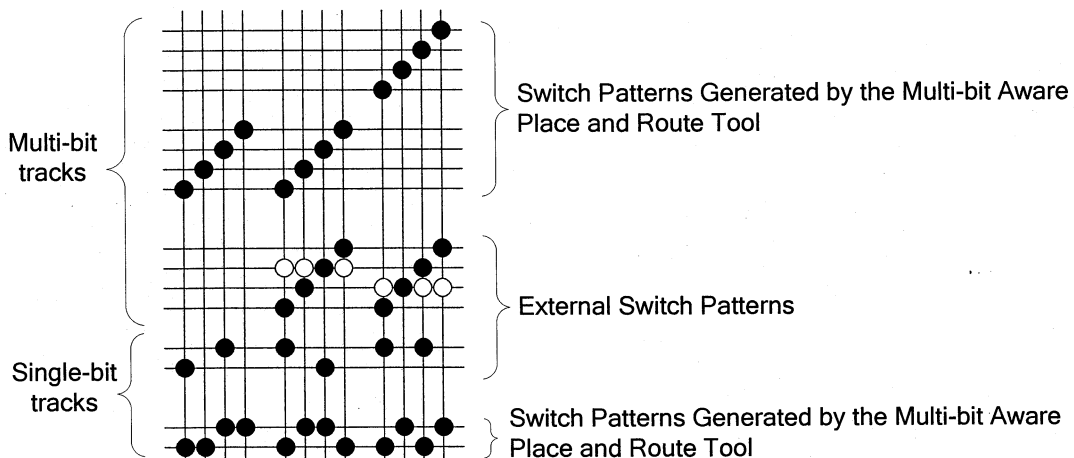 Switch Patterns Generated by the Multi-bit Aware
Place and Route Tool
Multi-bit
tracks
External Switch Patterns
Single-bit
tracks
Switch Patterns Generated by the Multi-bit Aware
Place and Route Tool